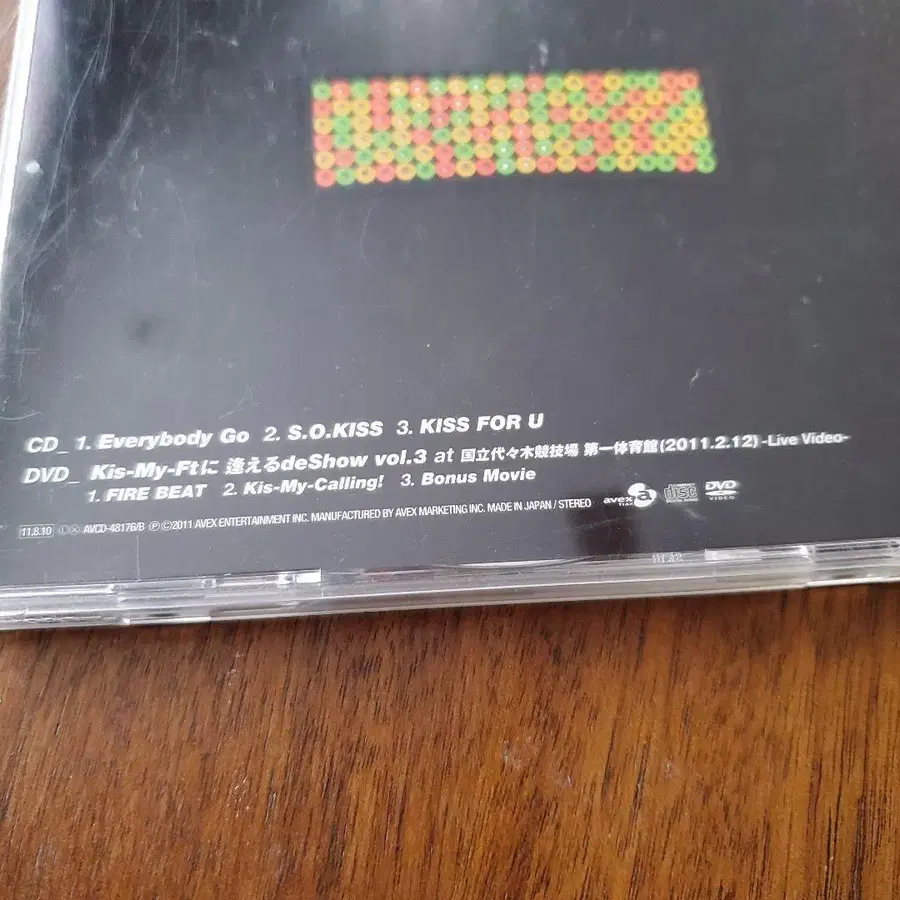 CD_ 1. Everybody Go 2. S.O.KISS 3. KISS FOR U
DVD_ Kis-My-Ftに 逢えるdeShow vol.3 at 国立代々木競技場 第一体育館(2011.2.12) -Live Video-
1. FIRE BEAT 2. Kis-My-Calling! 3. Bonus Movie
11.8.10 Ⓛ Ⓧ AVCD-48176/B Ⓟ©2011 AVEX ENTERTAINMENT INC. MANUFACTURED BY AVEX MARKETING INC. MADE IN JAPAN / STEREO avex trax disc DVD VIDEO